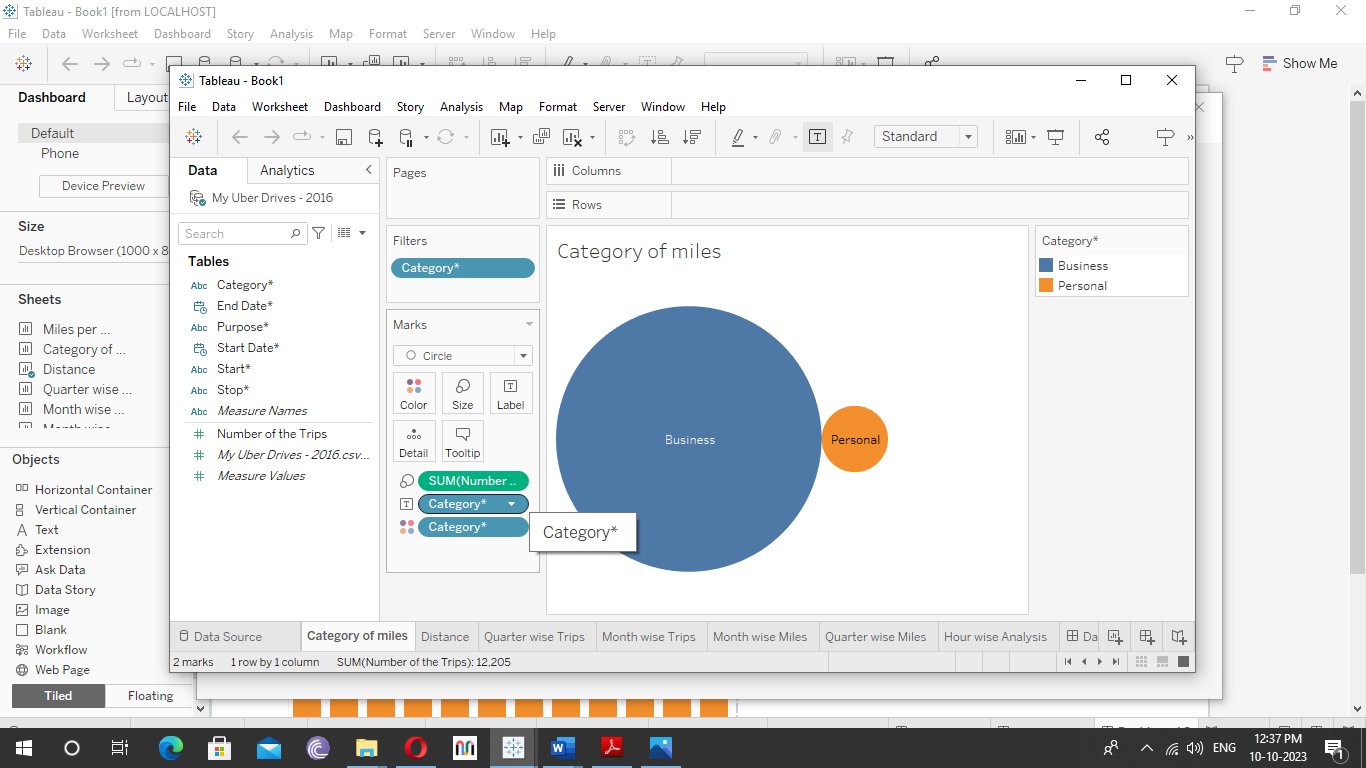 Tableau - Book1 [from LOCALHOST]
File Data Worksheet Dashboard Story Analysis Map Format Server Window Help
Show Me
Dashboard Layout
Default
Phone
Device Preview
Size
Desktop Browser (1000 x 8
Sheets
Miles per ...
Category of ...
Distance
Quarter wise ...
Month wise ...
Month wise
Objects
Horizontal Container
Vertical Container
Text
Extension
Ask Data
Data Story
Image
Blank
Workflow
Web Page
Tiled Floating
Tableau - Book1
File Data Worksheet Dashboard Story Analysis Map Format Server Window Help
Standard
Data Analytics
My Uber Drives - 2016
Search
Tables
Abc Category*
End Date*
Abc Purpose*
Start Date*
Abc Start*
Abc Stop*
Abc Measure Names
# Number of the Trips
# My Uber Drives - 2016.csv...
# Measure Values
Pages
Filters
Category*
Marks
Circle
Color Size Label
Detail Tooltip
SUM(Number ..
Category*
Category*
Category*
Columns
Rows
Category of miles
Business
Personal
Category*
Business
Personal
Data Source Category of miles Distance Quarter wise Trips Month wise Trips Month wise Miles Quarter wise Miles Hour wise Analysis Da
2 marks 1 row by 1 column SUM(Number of the Trips): 12,205
ENG
12:37 PM
10-10-2023
1